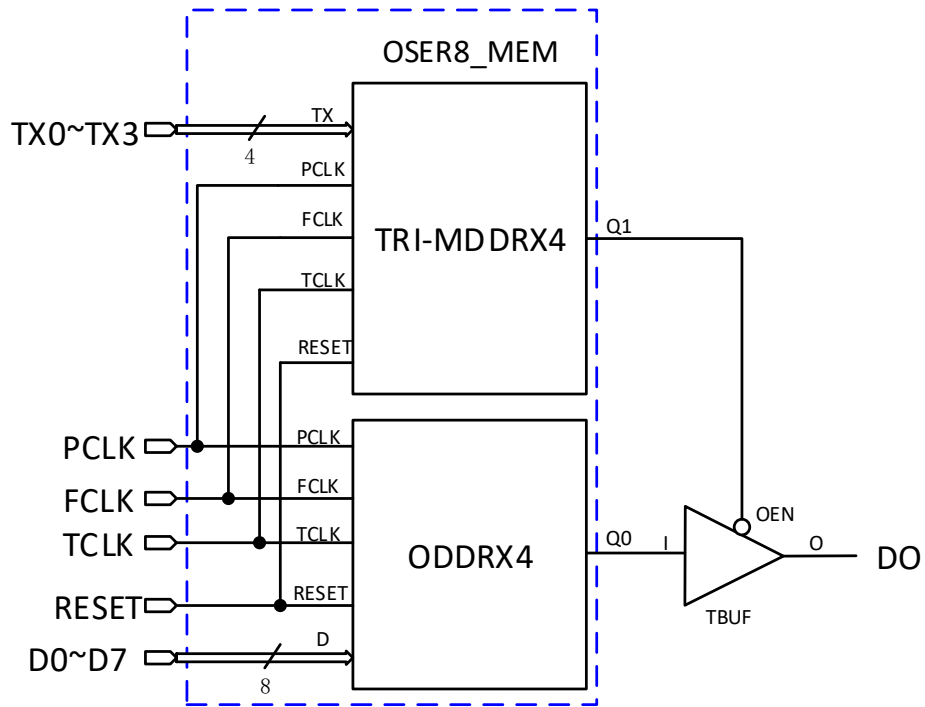 OSER8_MEM
TX0~TX3
4
TX
PCLK
FCLK
TCLK
RESET
TRI-MDDRX4
Q1
PCLK
FCLK
TCLK
RESET
D0~D7
8
PCLK
FCLK
TCLK
RESET
D
ODDRX4
Q0
I
OEN
O
DO
TBUF